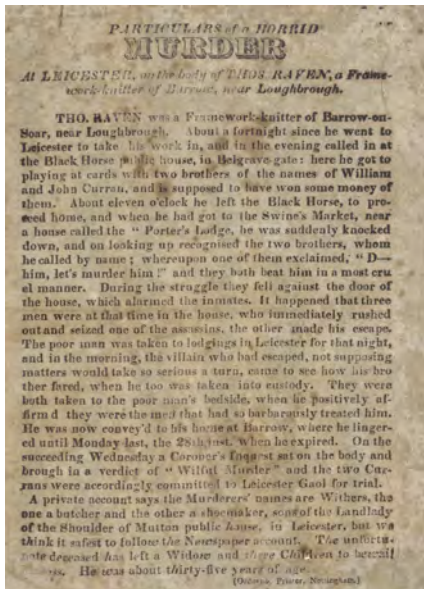 PARTICULARS of a HORRID
MURDER
At LEICESTER, on the body of THOS. RAVEN, a Frame-
work-knitter of Barrow, near Loughbrough.
THO. RAVEN was a Framework-knitter of Barrow-on-
Soar, near Loughbrough. About a fortnight since he went to
Leicester to take his work in, and in the evening called in at
the Black Horse public house, in Belgrave-gate: here he got to
playing at cards with two brothers of the names of William
and John Curran, and is supposed to have won some money of
them. About eleven o'clock he left the Black Horse, to pro-
ceed home, and when he had got to the Swine's Market, near
a house called the " Porter's Lodge, he was suddenly knocked
down, and on looking up recognised the two brothers, whom
he called by name; whereupon one of them exclaimed, " D—
him, let's murder him!" and they both beat him in a most cru
el manner. During the struggle they fell against the door of
the house, which alarmed the inmates. It happened that three
men were at that time in the house, who immediately rushed
out and seized one of the assassins, the other made his escape.
The poor man was taken to lodgings in Leicester for that night,
and in the morning, the villain who had escaped, not supposing
matters would take so serious a turn, came to see how his bro
ther fared, when he too was taken into custody. They were
both taken to the poor man's bedside, when he positively af-
firm d they were the men that had so barbarously treated him.
He was now convey'd to his home at Barrow, where he linger-
ed until Monday last, the 28th inst. when he expired. On the
succeeding Wednesday a Coroner's Inquest sat on the body and
brough in a verdict of " Wilful Murder" and the two Cur-
rans were accordingly committed to Leicester Gaol for trial.
A private account says the Murderers' names are Withers, the
one a butcher and the other a shoemaker, sons of the Landlady
of the Shoulder of Mutton public house, in Leicester, but we
think it safest to follow the Newspaper account. The unfortu-
nate deceased has left a Widow and three Children to bewail
He was about thirty-five years of age
Printer, Nottingham.]